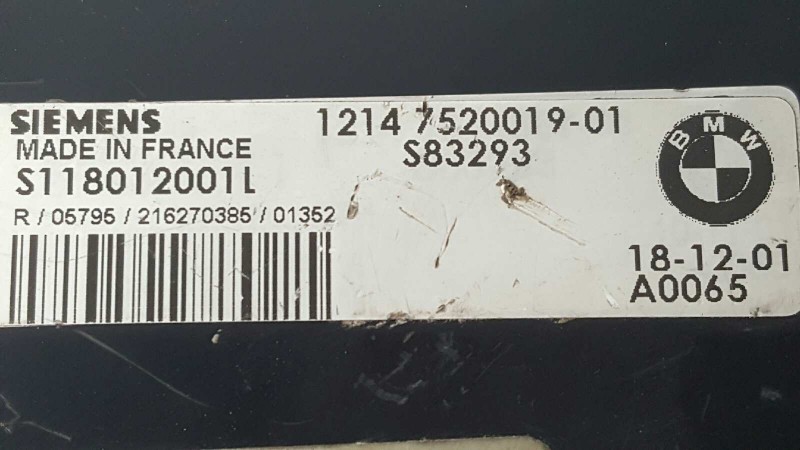 SIEMENS
MADE IN FRANCE
S118012001L
R / 05795 / 216270385 / 01352
1214 7520019-01
S83293
BMW
18-12-01
A0065